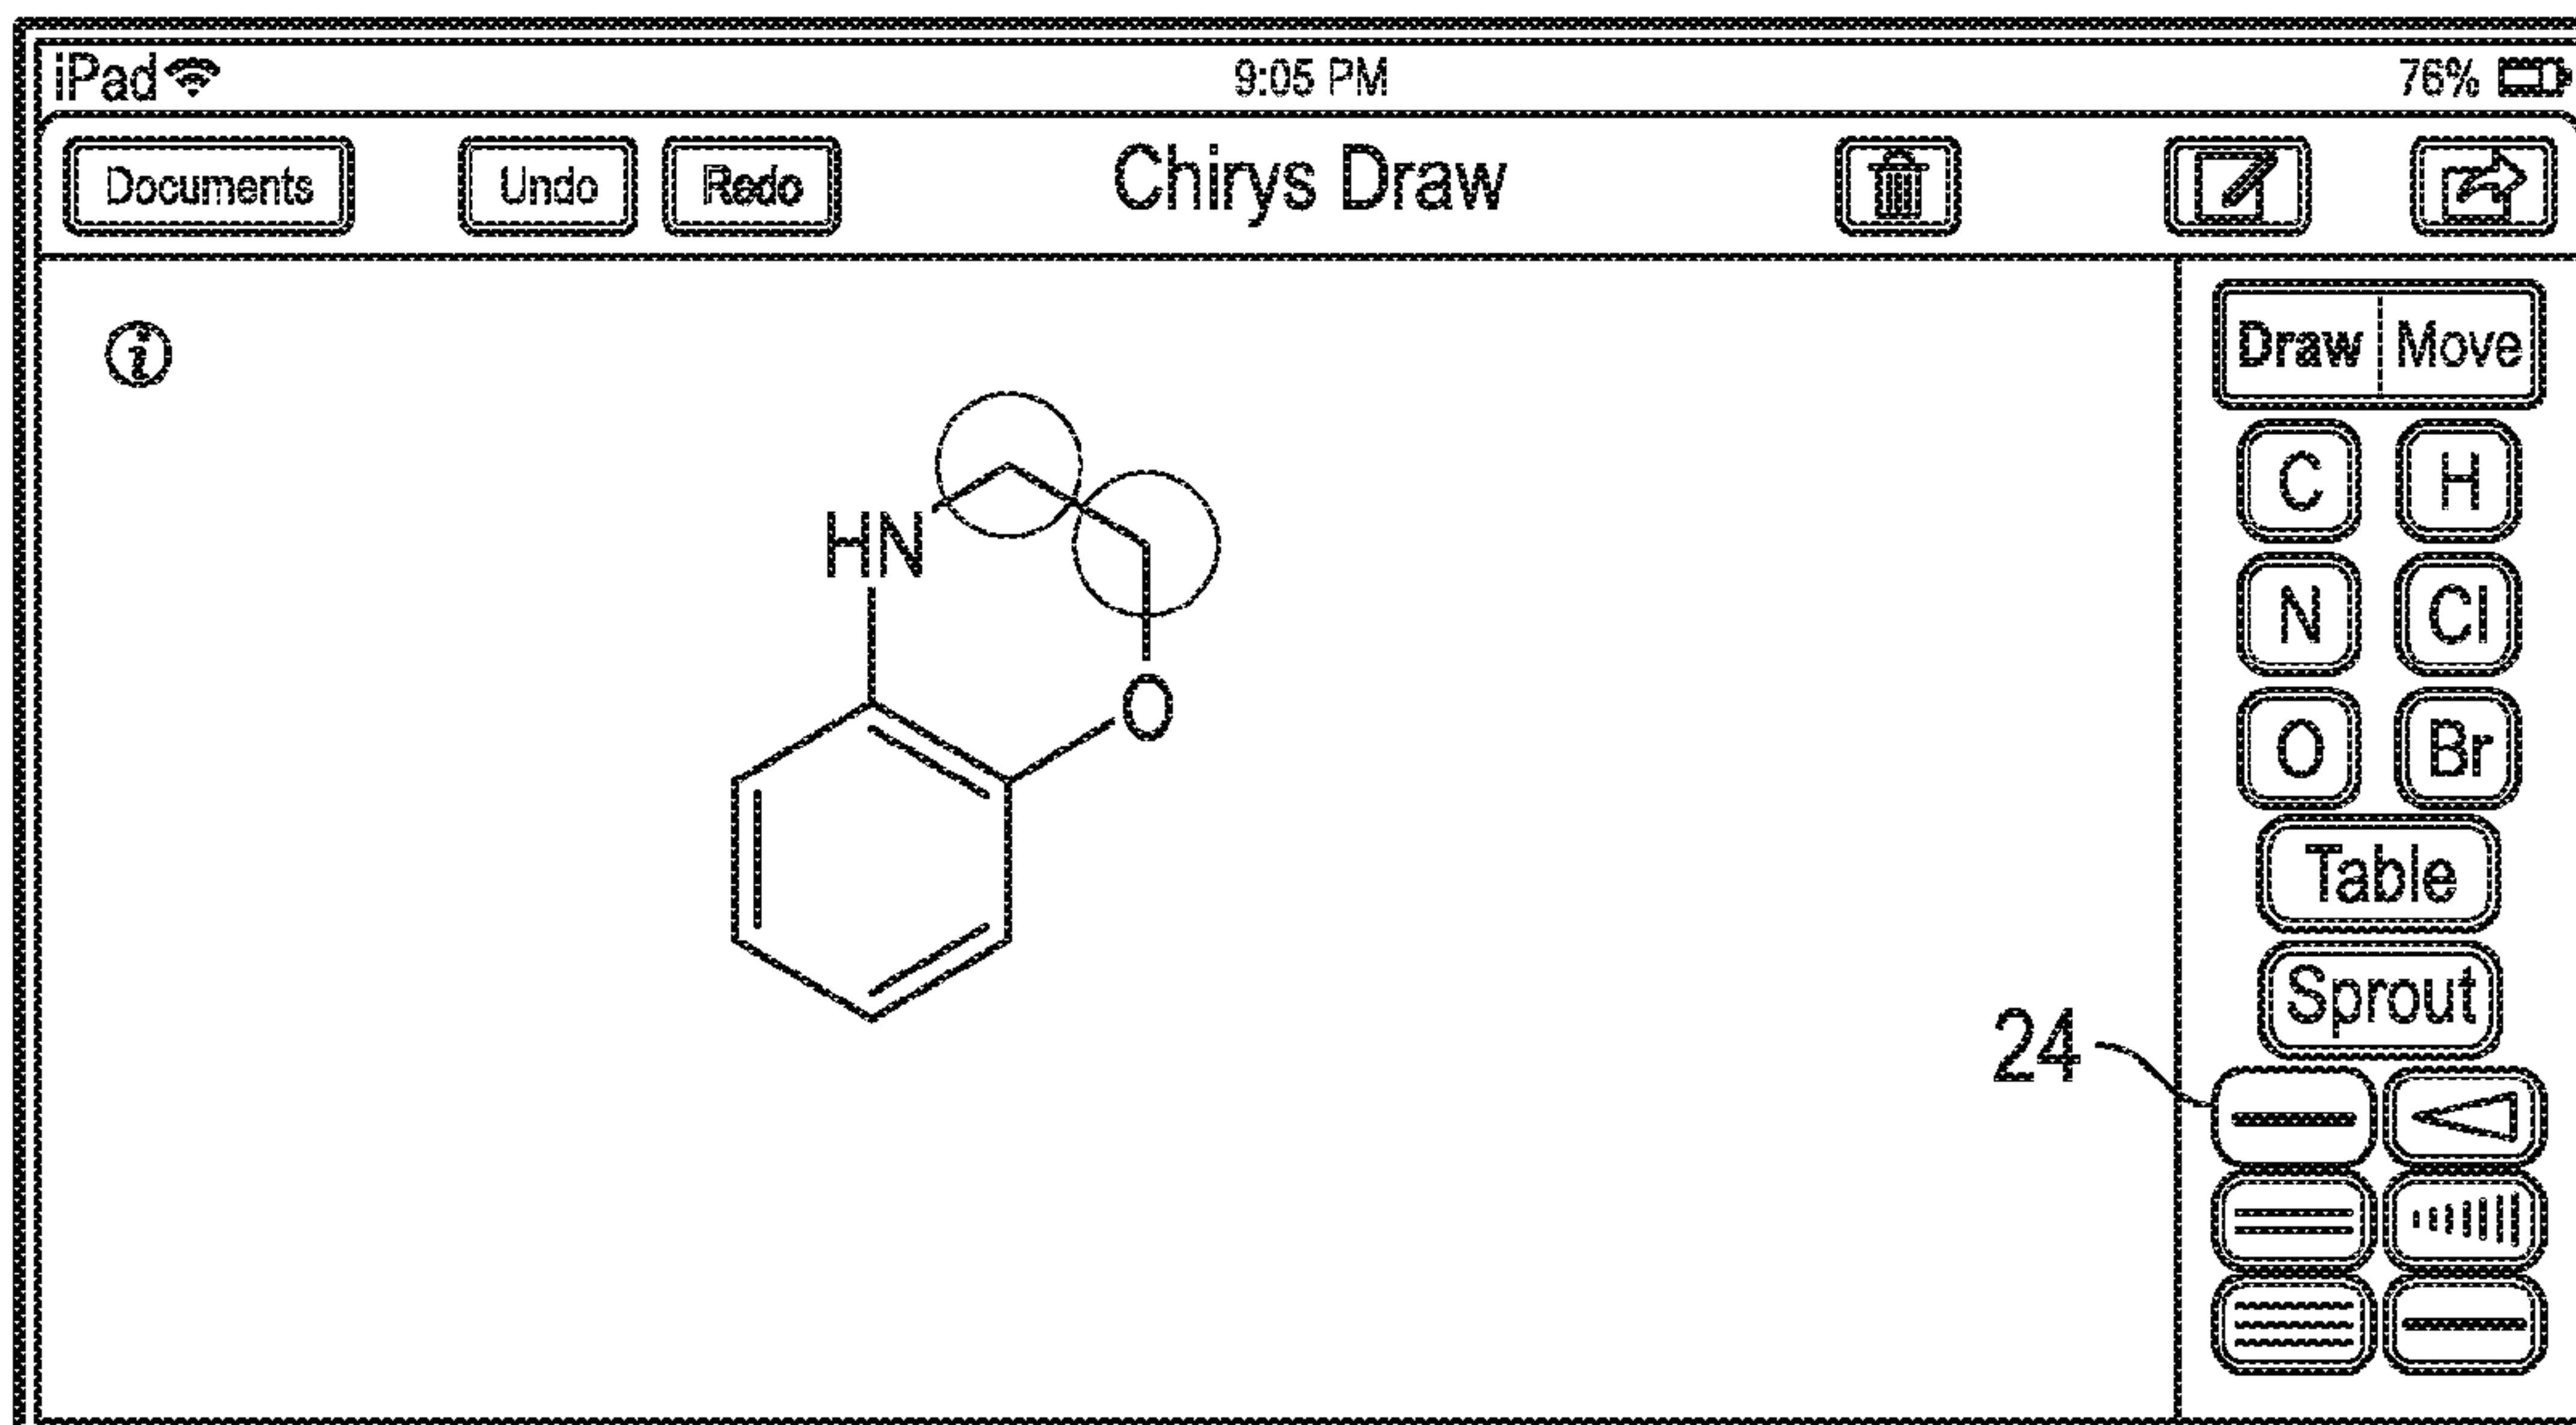 iPad 9:05 PM 76%
Documents Undo Redo Chirys Draw
i
Draw Move
C H
HN
N Cl
O
O Br
Table
Sprout
24